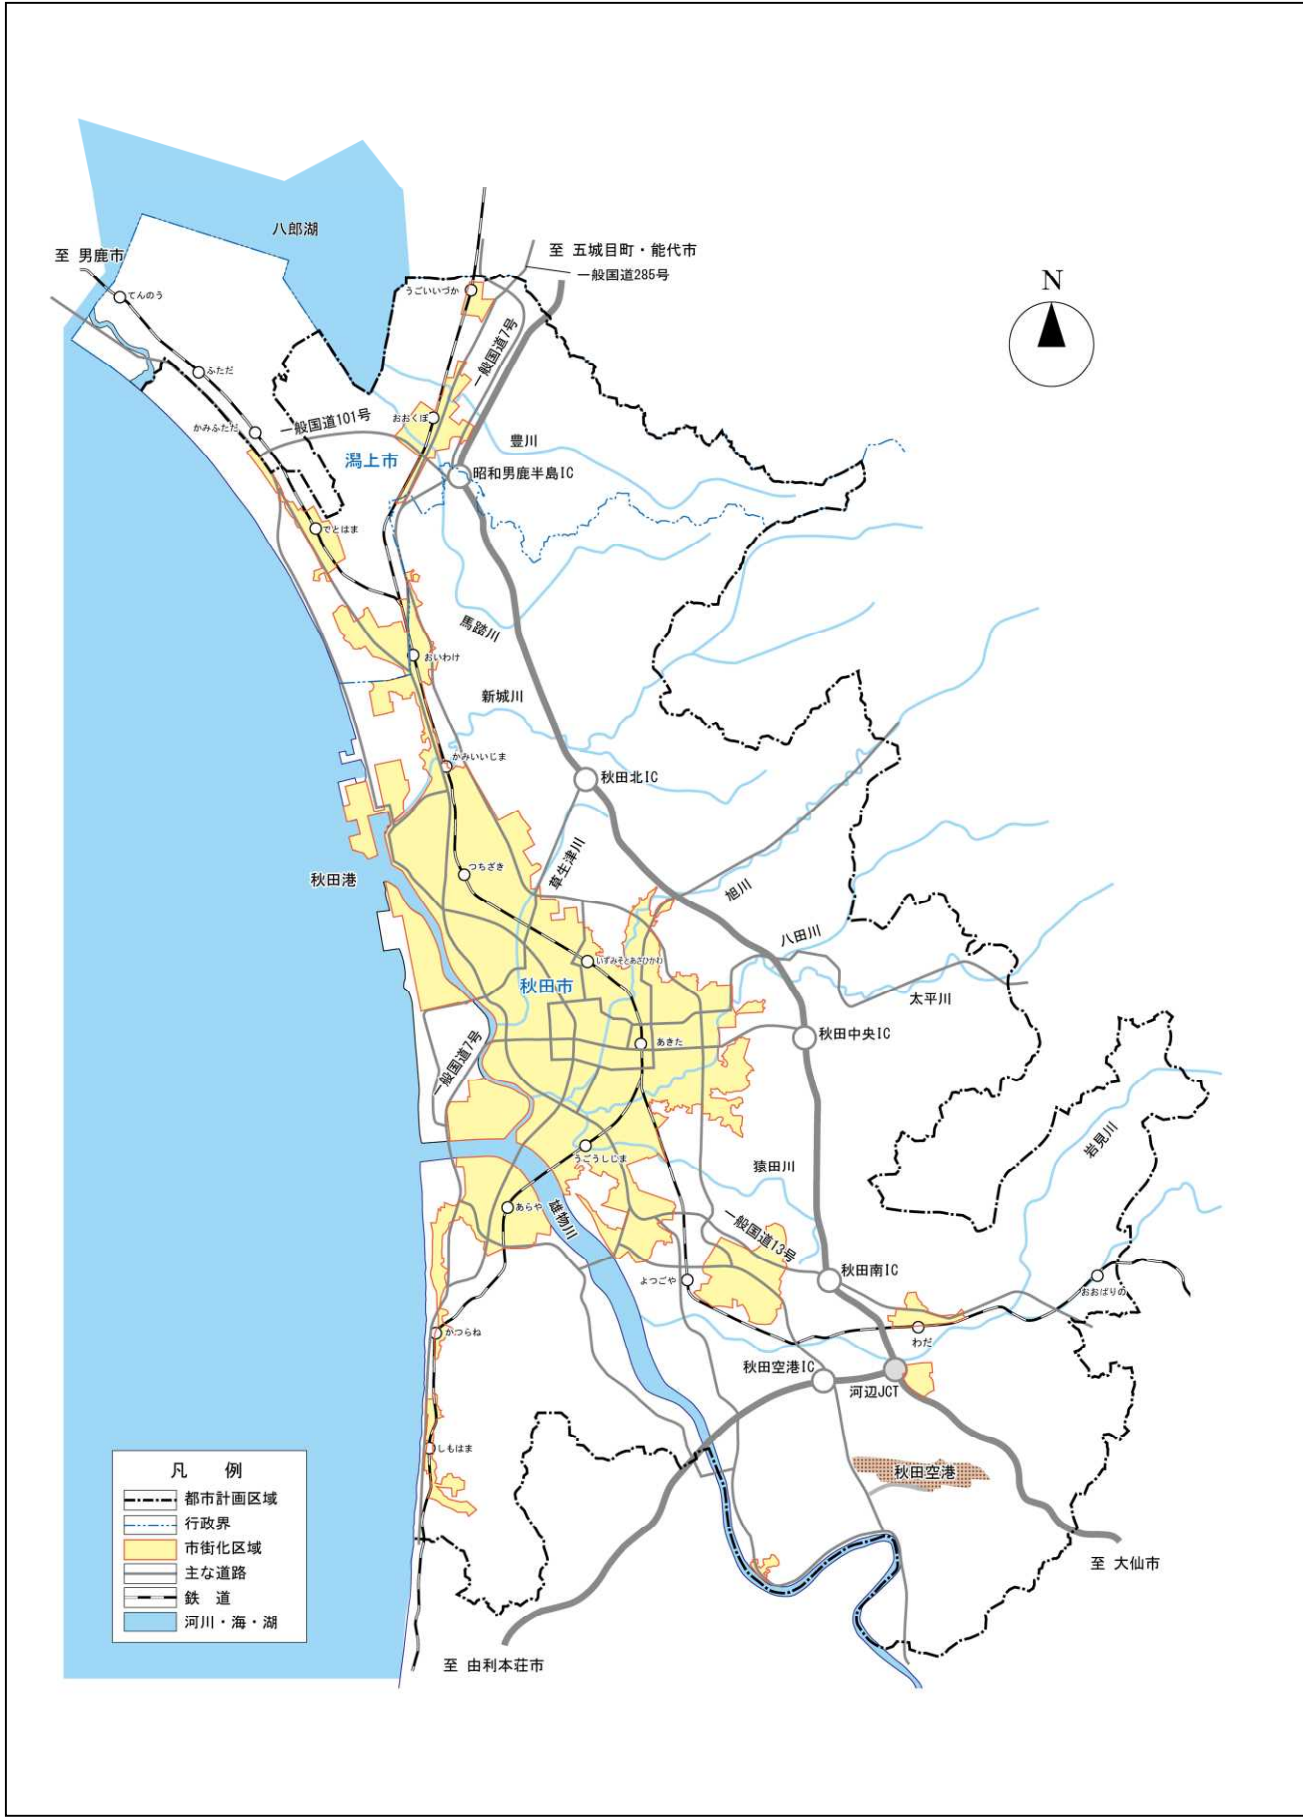 八郎湖
至 男鹿市
至 五城目町・能代市
一般国道285号
N
てんのう
うごいいづか
一般国道7号
ふただ
かみふただ
一般国道101号
おおくぼ
豊川
潟上市
昭和男鹿半島IC
でとはま
馬踏川
おいわけ
新城川
かみいいじま
秋田北IC
つちざき
草生津川
秋田港
旭川
八田川
いずみそとあさひかわ
秋田市
太平川
秋田中央IC
あきた
一般国道7号
岩見川
うごうしじま
猿田川
あらや
雄物川
一般国道13号
よつごや
秋田南IC
おおばりの
かつらね
わだ
秋田空港IC
河辺JCT
しもはま
秋田空港
凡 例
都市計画区域
行政界
市街化区域
主な道路
鉄 道
河川・海・湖
至 大仙市
至 由利本荘市